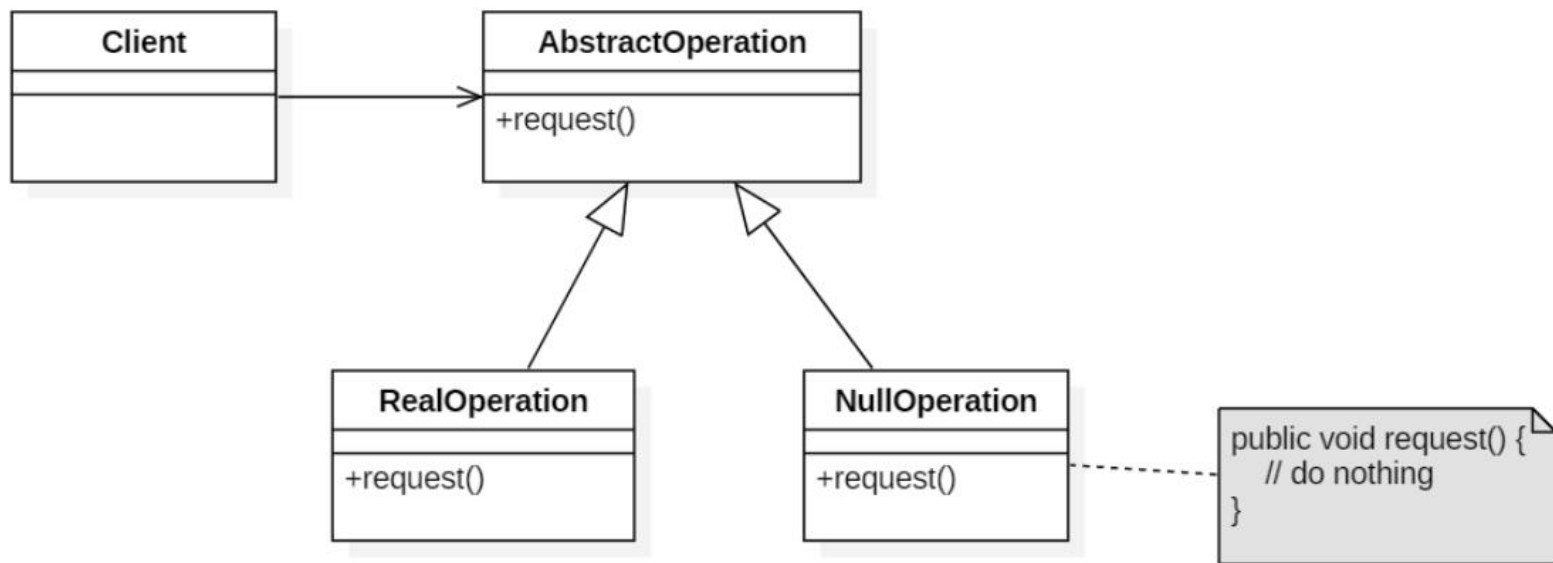 Client
AbstractOperation
+request()
RealOperation
+request()
NullOperation
+request()
public void request() {
// do nothing
}